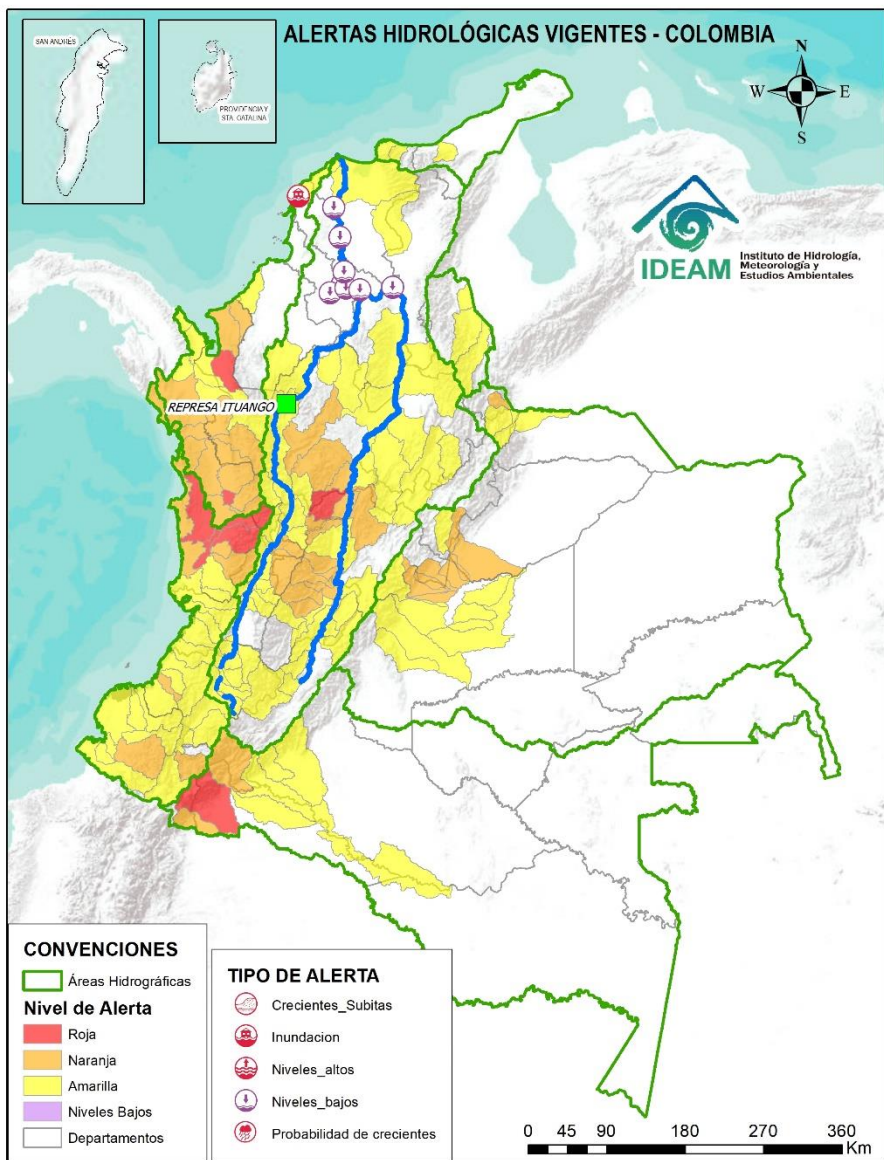 ALERTAS HIDROLÓGICAS VIGENTES - COLOMBIA
SAN ANDRÉS
PROVIDENCIA Y
STA. CATALINA
N
W
E
S
IDEAM
Instituto de Hidrología,
Meteorología y
Estudios Ambientales
REPRESA ITUANGO
CONVENCIONES
Áreas Hidrográficas
Nivel de Alerta
Roja
Naranja
Amarilla
Niveles Bajos
Departamentos
TIPO DE ALERTA
Crecientes_Subitas
Inundacion
Niveles_altos
Niveles_bajos
Probabilidad de crecientes
0 45 90 180 270 360
Km